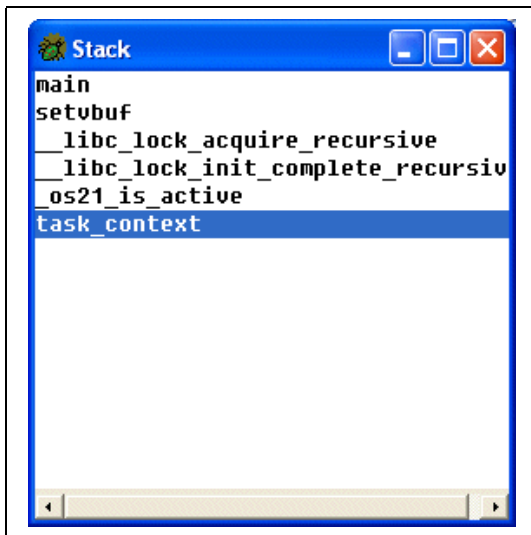 Stack
main
setvbuf
__libc_lock_acquire_recursive
__libc_lock_init_complete_recursiv
_os21_is_active
task_context